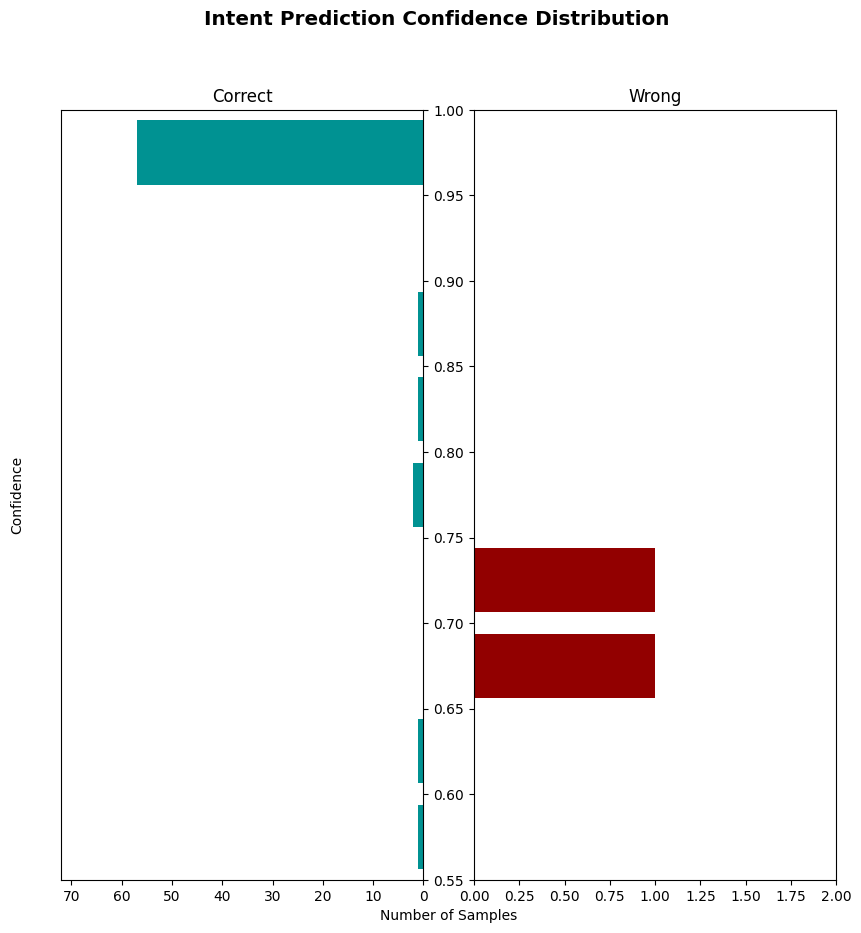 Intent Prediction Confidence Distribution
Correct
Wrong
1.00
0.95
0.90
0.85
0.80
0.75
0.70
0.65
0.60
0.55
Confidence
70 60 50 40 30 20 10 0
0.00 0.25 0.50 0.75 1.00 1.25 1.50 1.75 2.00
Number of Samples